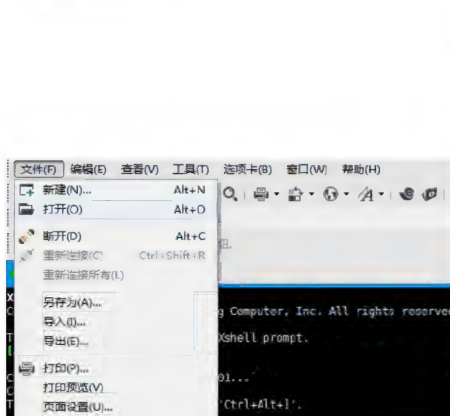 文件(F) 编辑(E) 查看(V) 工具(T) 选项卡(B) 窗口(W) 帮助(H)
新建(N)... Alt+N
打开(O) Alt+O
断开(D) Alt+C
重新连接(C) Ctrl+Shift+R
重新连接所有(L)
另存为(A)...
导入(I)...
g Computer, Inc. All rights reserve
导出(E)...
Xshell prompt.
打印(P)...
打印预览(V)
页面设置(U)...
'Ctrl+Alt+]'.